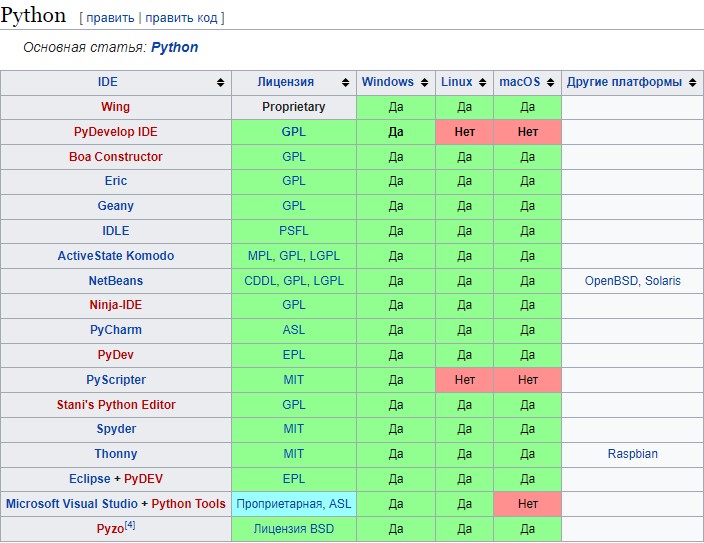 Python [ править | править код ]
Основная статья: Python
IDE Лицензия Windows Linux macOS Другие платформы
Wing Proprietary Да Да Да
PyDevelop IDE GPL Да Нет Нет
Boa Constructor GPL Да Да Да
Eric GPL Да Да Да
Geany GPL Да Да Да
IDLE PSFL Да Да Да
ActiveState Komodo MPL, GPL, LGPL Да Да Да
NetBeans CDDL, GPL, LGPL Да Да Да OpenBSD, Solaris
Ninja-IDE GPL Да Да Да
PyCharm ASL Да Да Да
PyDev EPL Да Да Да
PyScripter MIT Да Нет Нет
Stani's Python Editor GPL Да Да Да
Spyder MIT Да Да Да
Thonny MIT Да Да Да Raspbian
Eclipse + PyDEV EPL Да Да Да
Microsoft Visual Studio + Python Tools Проприетарная, ASL Да Да Нет
Pyzo[4] Лицензия BSD Да Да Да